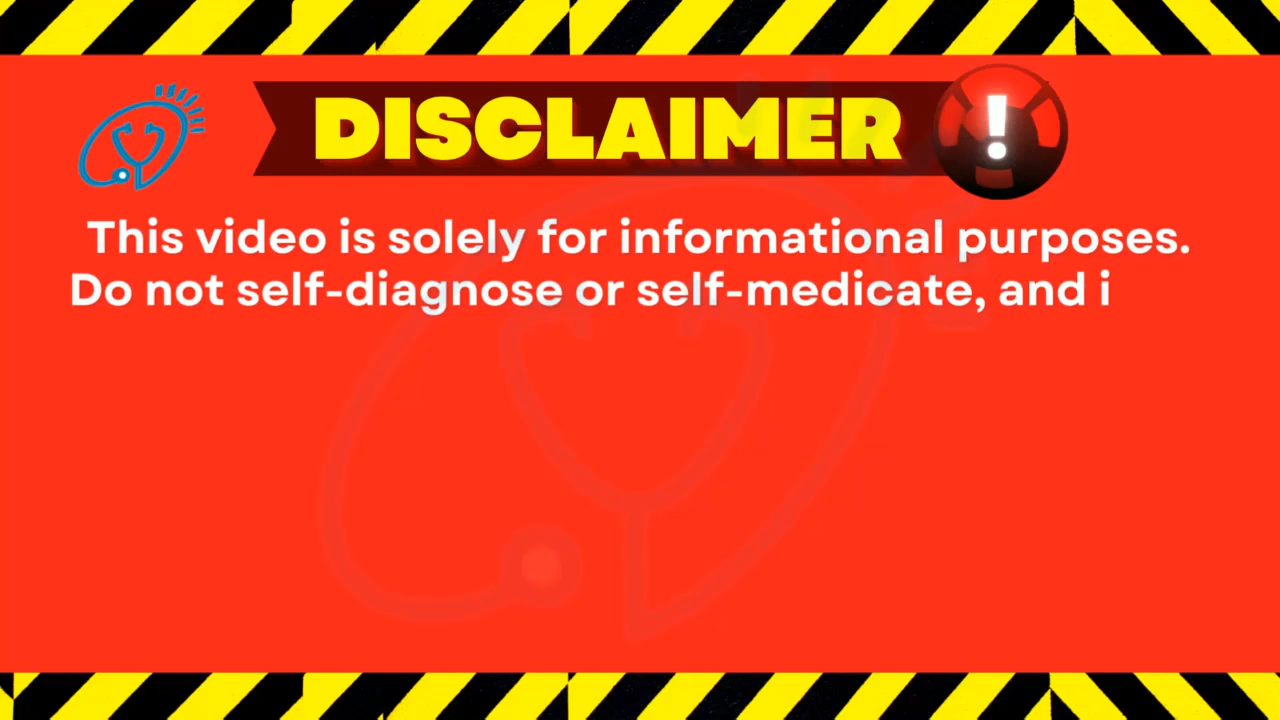 DISCLAIMER
This video is solely for informational purposes.
Do not self-diagnose or self-medicate, and i